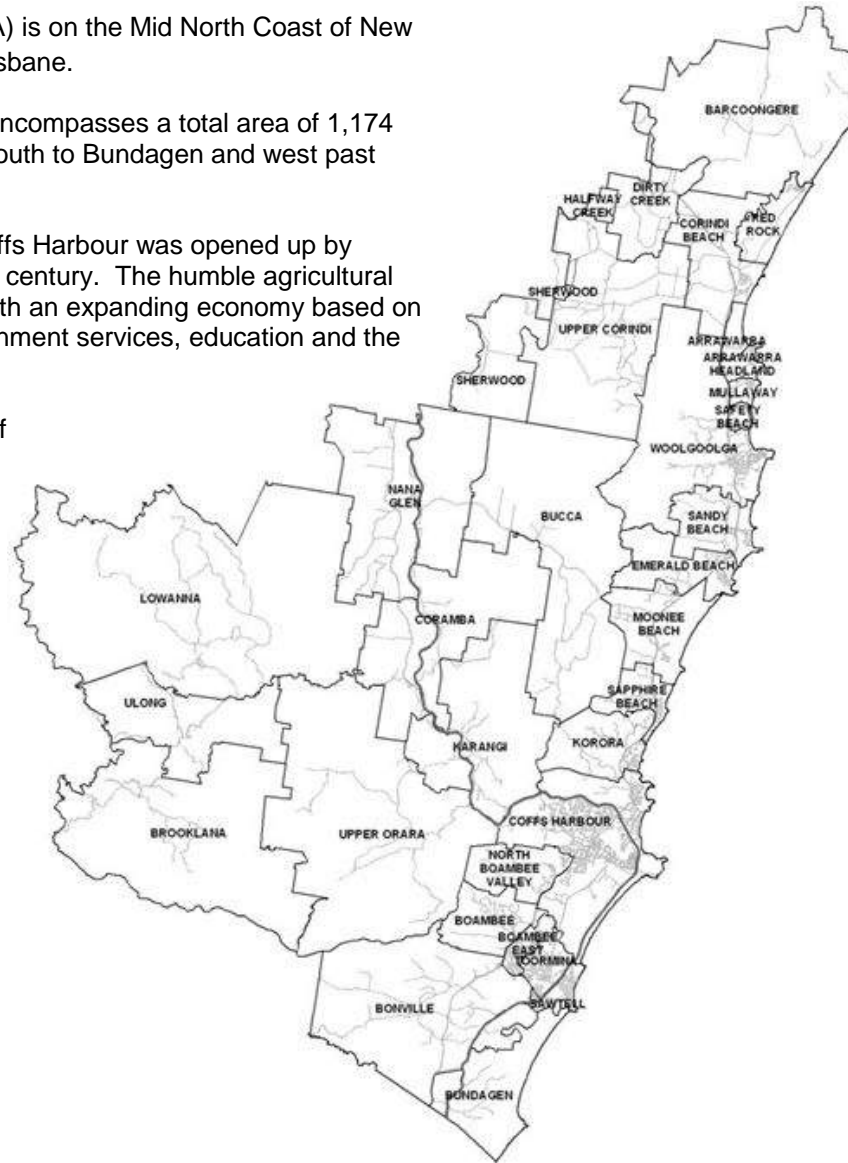 A) is on the Mid North Coast of New
sbane.
ncompasses a total area of 1,174
outh to Bundagen and west past
ffs Harbour was opened up by
century. The humble agricultural
th an expanding economy based on
nment services, education and the
f
BARCOONGERE
DIRTY
CREEK
HALFWAY
CREEK
CORINDI
BEACH
RED
ROCK
SHERWOOD
UPPER CORINDI
ARRAWARRA
ARRAWARRA
HEADLAND
SHERWOOD
MULLAWAY
SAFETY
BEACH
WOOLGOOLGA
NANA
GLEN
BUCCA
SANDY
BEACH
EMERALD BEACH
LOWANNA
CORAMBA
MOONEE
BEACH
ULONG
SAPPHIRE
BEACH
KARANGI
KORORA
BROOKLANA
UPPER ORARA
COFFS HARBOUR
NORTH
BOAMBEE
VALLEY
BOAMBEE
BOAMBEE
EAST
TOORMINA
BONVILLE
SAWTELL
BUNDAGEN